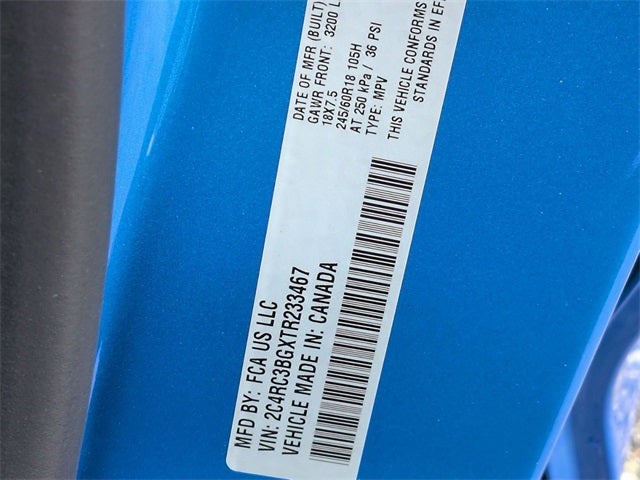 MFD BY: FCA US LLC
VIN: 2C4RC3BGXTR233467
VEHICLE MADE IN: CANADA
DATE OF MFR (BUILT)
GAWR FRONT: 3200 L
18X7.5
245/60R18 105H
AT 250 kPa / 36 PSI
TYPE: MPV
THIS VEHICLE CONFORMS
STANDARDS IN EF